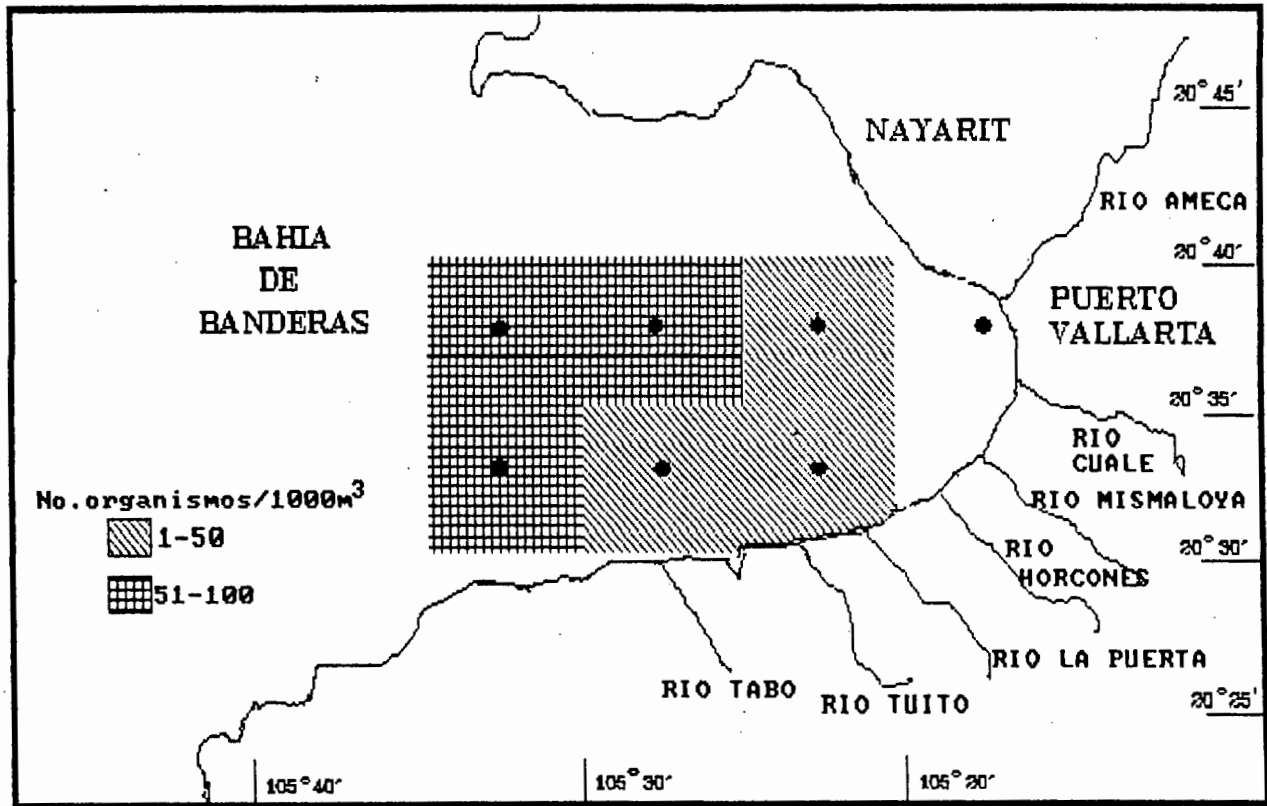 20°45'
NAYARIT
RIO AMECA
BAHIA
DE
BANDERAS
20°40'
PUERTO
VALLARTA
20°35'
RIO
CUALE
No.organismos/1000m³
1-50
51-100
RIO MISMALOYA
RIO
HORCONES
20°30'
RIO LA PUERTA
RIO TABO
RIO TUITO
20°25'
105°40'
105°30'
105°20'